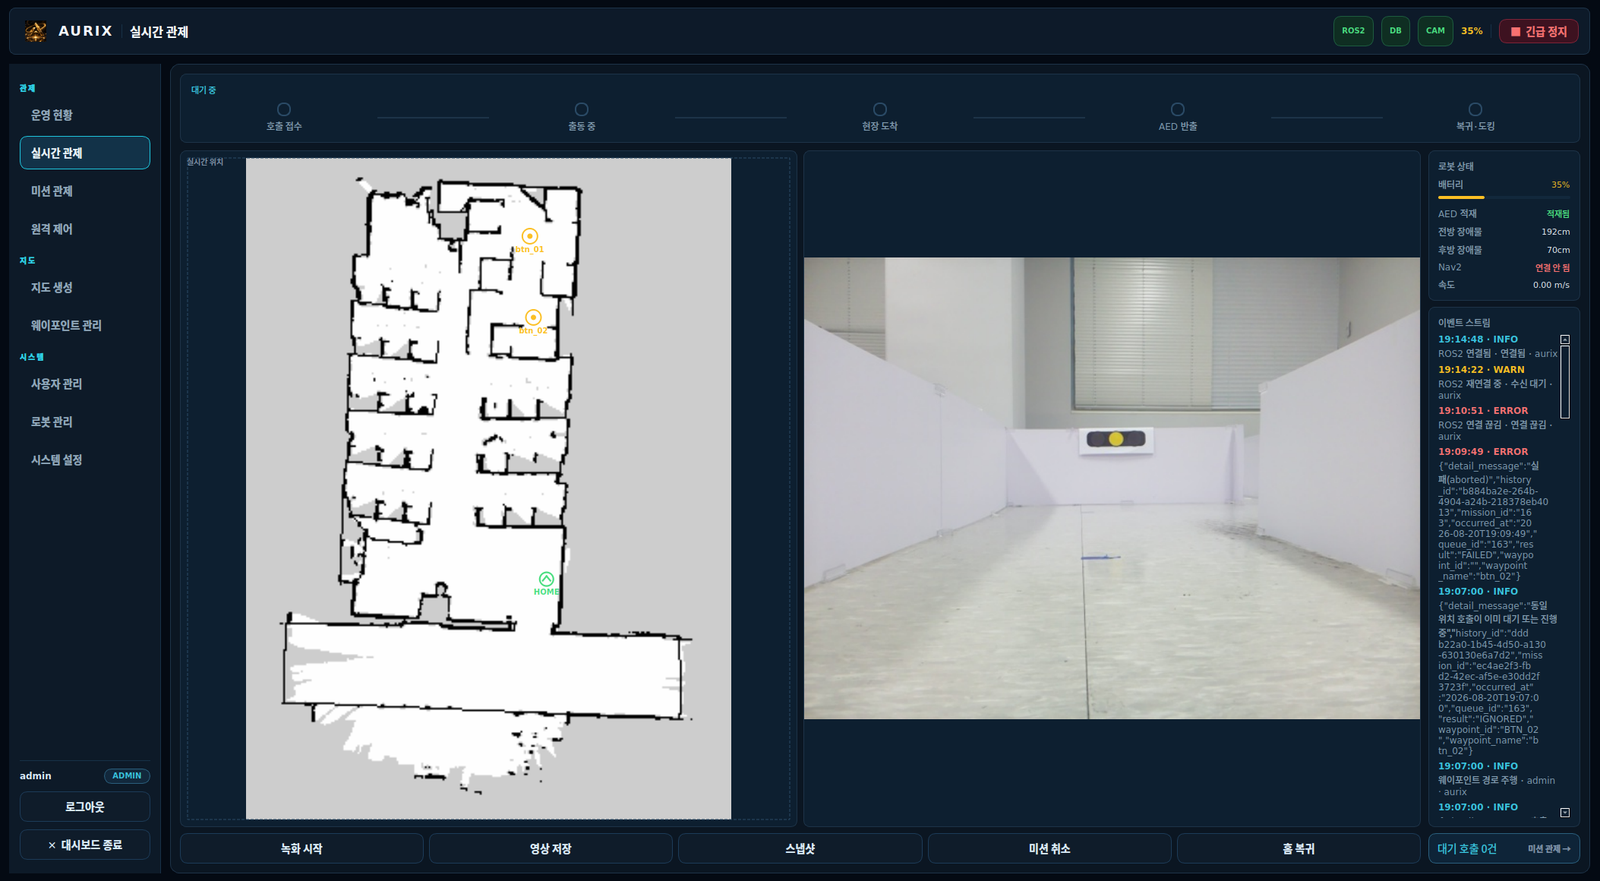 AURIX
실시간 관제
ROS2
DB
CAM
35%
긴급 정지
관제
운영 현황
실시간 관제
미션 관제
원격 제어
지도
지도 생성
웨이포인트 관리
시스템
사용자 관리
로봇 관리
시스템 설정
admin
ADMIN
로그아웃
× 대시보드 종료
대기 중
호출 접수
출동 중
현장 도착
AED 반출
복귀·도킹
실시간 위치
btn_01
btn_02
HOME
로봇 상태
배터리
35%
AED 적재
적재됨
전방 장애물
192cm
후방 장애물
70cm
Nav2
연결 안 됨
속도
0.00 m/s
이벤트 스트림
19:14:48 · INFO
ROS2 연결됨 · 연결됨 · aurix
19:14:22 · WARN
ROS2 재연결 중 · 수신 대기 ·
aurix
19:10:51 · ERROR
ROS2 연결 끊김 · 연결 끊김 ·
aurix
19:09:49 · ERROR
{"detail_message":"실
패(aborted)","history
_id":"b884ba2e-264b-
4904-a24b-218378eb40
13","mission_id":"16
3","occurred_at":"20
26-08-20T19:09:49","
queue_id":"163","res
ult":"FAILED","waypo
int_id":"","waypoint
_name":"btn_02"}
19:07:00 · INFO
{"detail_message":"동일
위치 호출이 이미 대기 또는 진행
중","history_id":"ddd
b22a0-1b45-4d50-a130
-630130e6a7d2","miss
ion_id":"ec4ae2f3-fb
d2-42ec-af5e-e30dd2f
3723f","occurred_at"
:"2026-08-20T19:07:0
0","queue_id":"163",
"result":"IGNORED","
waypoint_id":"BTN_02
","waypoint_name":"b
tn_02"}
19:07:00 · INFO
웨이포인트 경로 주행 · admin
· aurix
19:07:00 · INFO
녹화 시작
영상 저장
스냅샷
미션 취소
홈 복귀
대기 호출 0건
미션 관제 →